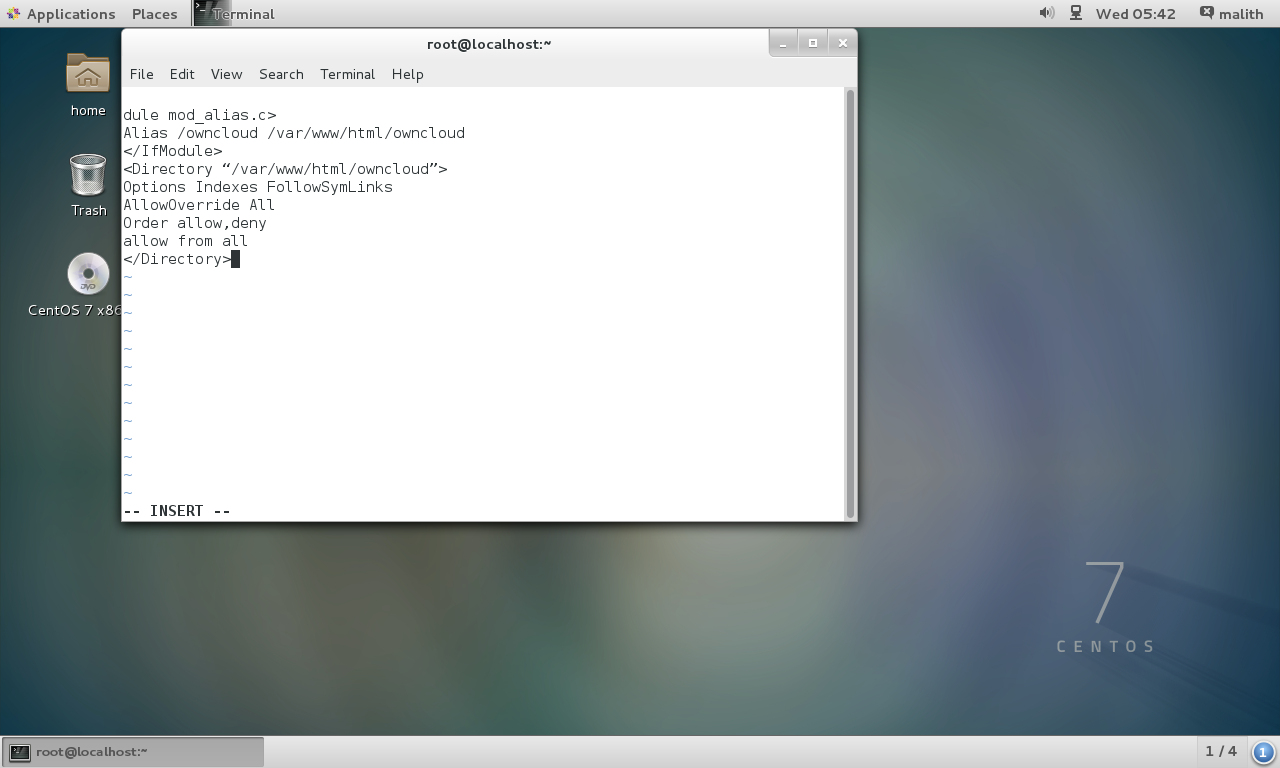 Applications Places Terminal Wed 05:42 malith
root@localhost:~
File Edit View Search Terminal Help
home
Trash
DVD
CentOS 7 x86
dule mod_alias.c>
Alias /owncloud /var/www/html/owncloud
</IfModule>
<Directory “/var/www/html/owncloud”>
Options Indexes FollowSymLinks
AllowOverride All
Order allow,deny
allow from all
</Directory>
~
~
~
~
~
~
~
~
~
~
~
~
~
-- INSERT --
7
CENTOS
root@localhost:~ 1 / 4 1